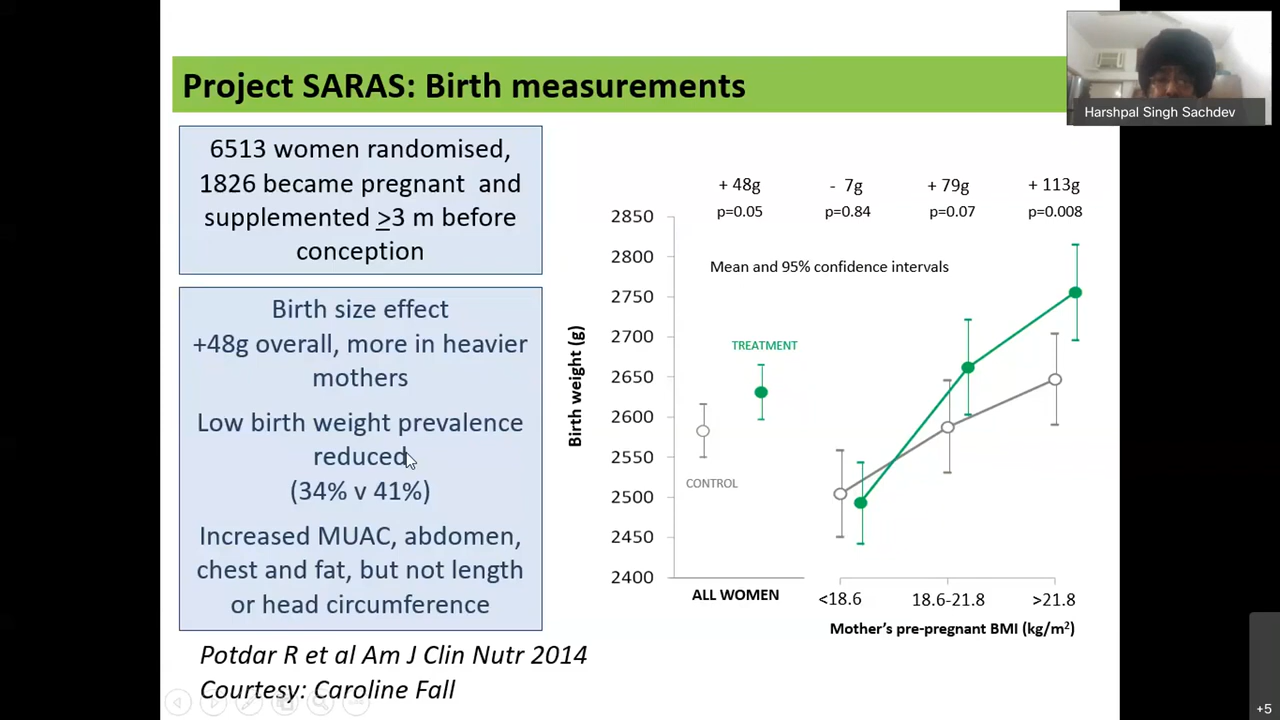 Project SARAS: Birth measurements
Harshpal Singh Sachdev
6513 women randomised,
1826 became pregnant and
supplemented >3 m before
conception
Birth size effect
+48g overall, more in heavier
mothers
Low birth weight prevalence
reduced
(34% v 41%)
Increased MUAC, abdomen,
chest and fat, but not length
or head circumference
Potdar R et al Am J Clin Nutr 2014
Courtesy: Caroline Fall
+ 48g - 7g + 79g + 113g
p=0.05 p=0.84 p=0.07 p=0.008
Mean and 95% confidence intervals
Birth weight (g)
2850
2800
2750
2700
2650
2600
2550
2500
2450
2400
TREATMENT
CONTROL
ALL WOMEN
<18.6 18.6-21.8 >21.8
Mother's pre-pregnant BMI (kg/m²)
+5